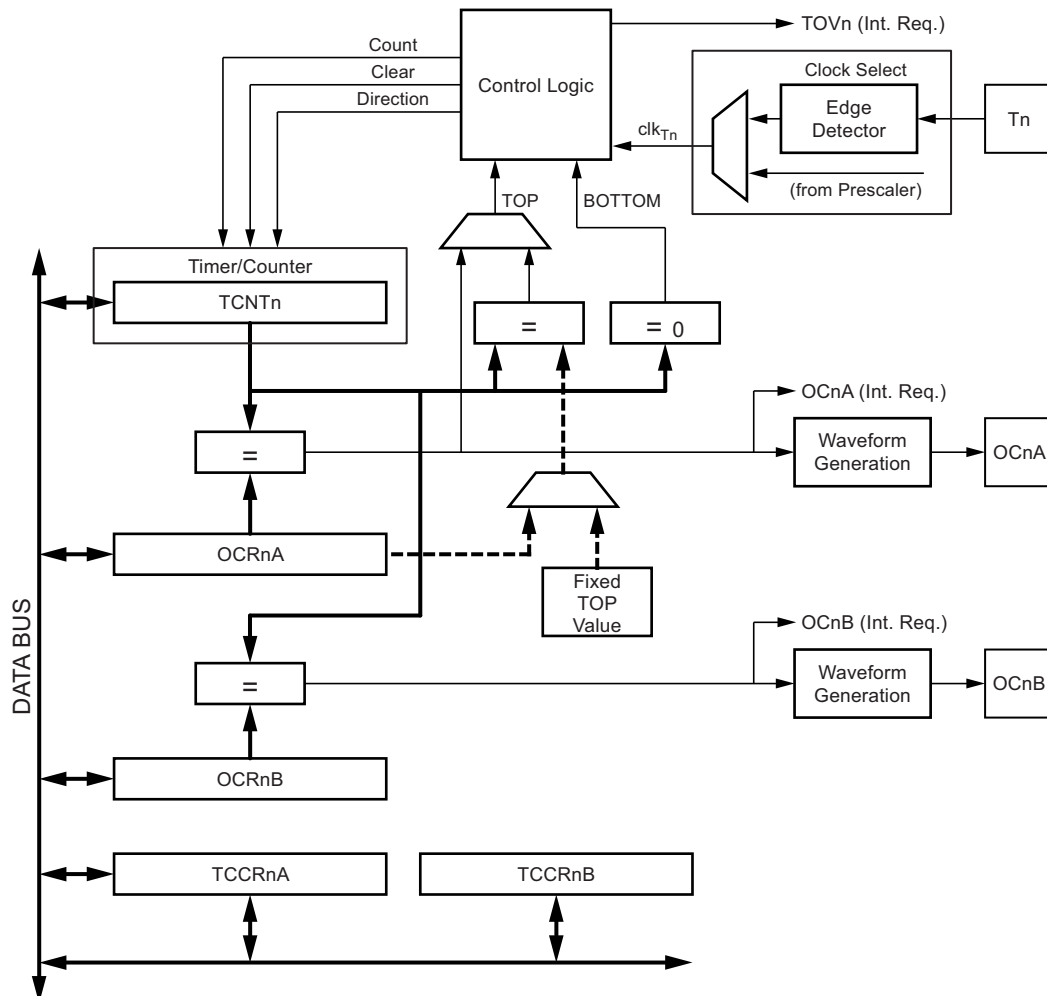 TOVn (Int. Req.)
Count
Clear
Direction
Control Logic
Clock Select
Edge
Detector
Tn
clkTn
(from Prescaler)
TOP
BOTTOM
Timer/Counter
TCNTn
=
= 0
OCnA (Int. Req.)
=
Waveform
Generation
OCnA
OCRnA
Fixed
TOP
Value
DATA BUS
OCnB (Int. Req.)
=
Waveform
Generation
OCnB
OCRnB
TCCRnA
TCCRnB